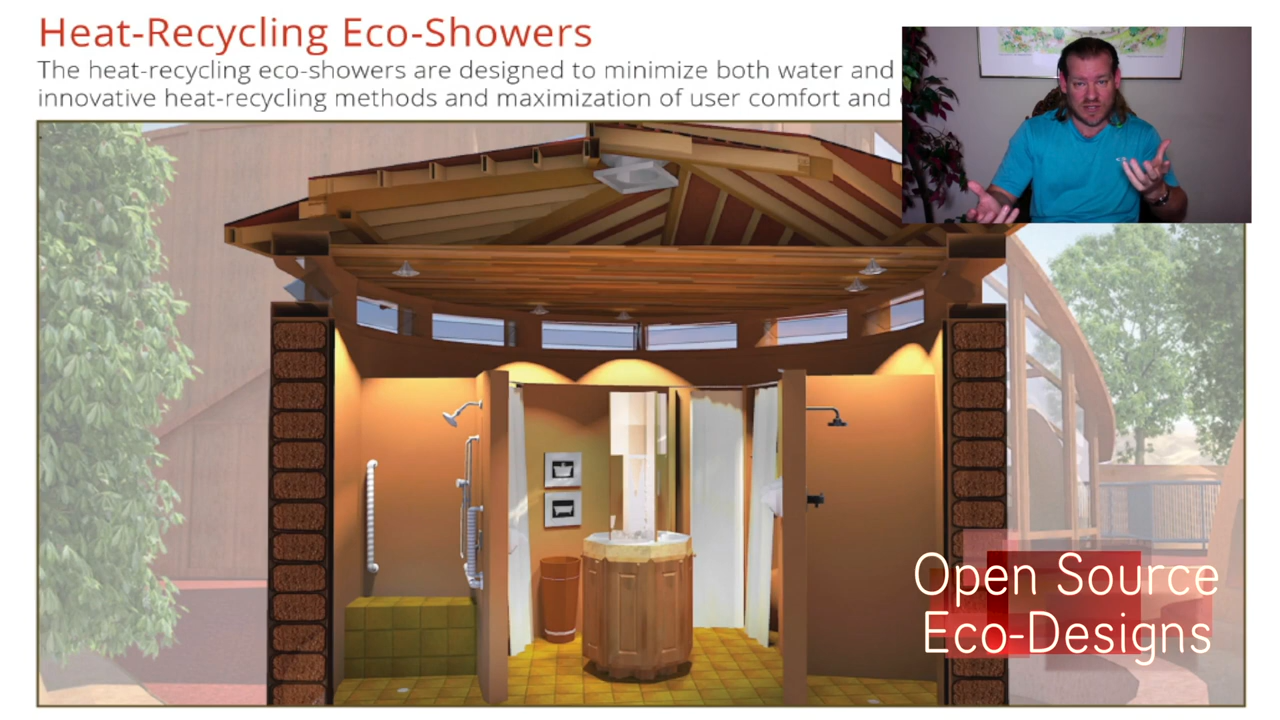 Heat-Recycling Eco-Showers
The heat-recycling eco-showers are designed to minimize both water and
innovative heat-recycling methods and maximization of user comfort and
Open Source
Eco-Designs